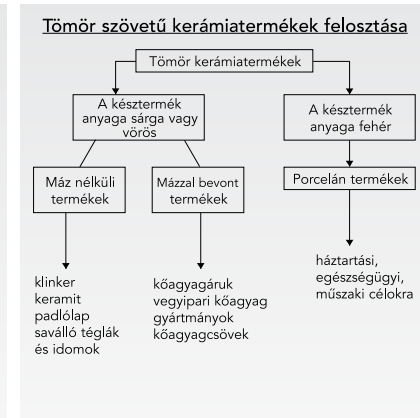 Tömör szövetű kerámiatermékek felosztása
Tömör kerámiatermékek
A késztermék
anyaga sárga vagy
vörös
A késztermék
anyaga fehér
Máz nélküli
termékek
Mázzal bevont
termékek
Porcelán termékek
klinker
keramit
padlólap
saválló téglák
és idomok
kőagyagáruk
vegyipari kőagyag
gyártmányok
kőagyagcsövek
háztartási,
egészségügyi,
műszaki célokra